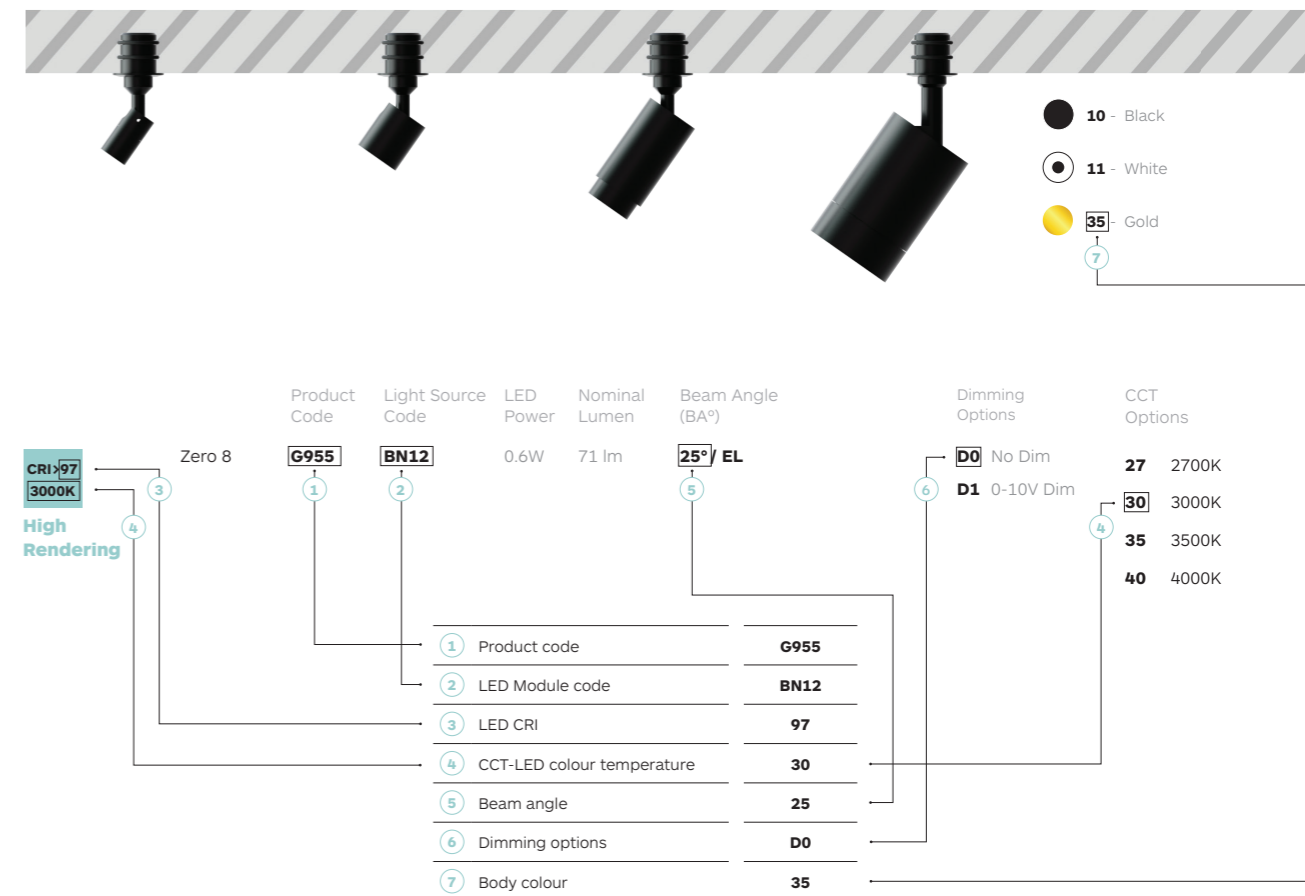 10 - Black
11 - White
35 - Gold
7
Product Code
Light Source Code
LED Power
Nominal Lumen
Beam Angle (BA°)
Dimming Options
CCT Options
CRI>97
3000K
High Rendering
Zero 8
G955
BN12
0.6W
71 lm
25°/ EL
D0 No Dim
D1 0-10V Dim
27 2700K
30 3000K
35 3500K
40 4000K
3
4
1
2
5
6
4
1 Product code G955
2 LED Module code BN12
3 LED CRI 97
4 CCT-LED colour temperature 30
5 Beam angle 25
6 Dimming options D0
7 Body colour 35